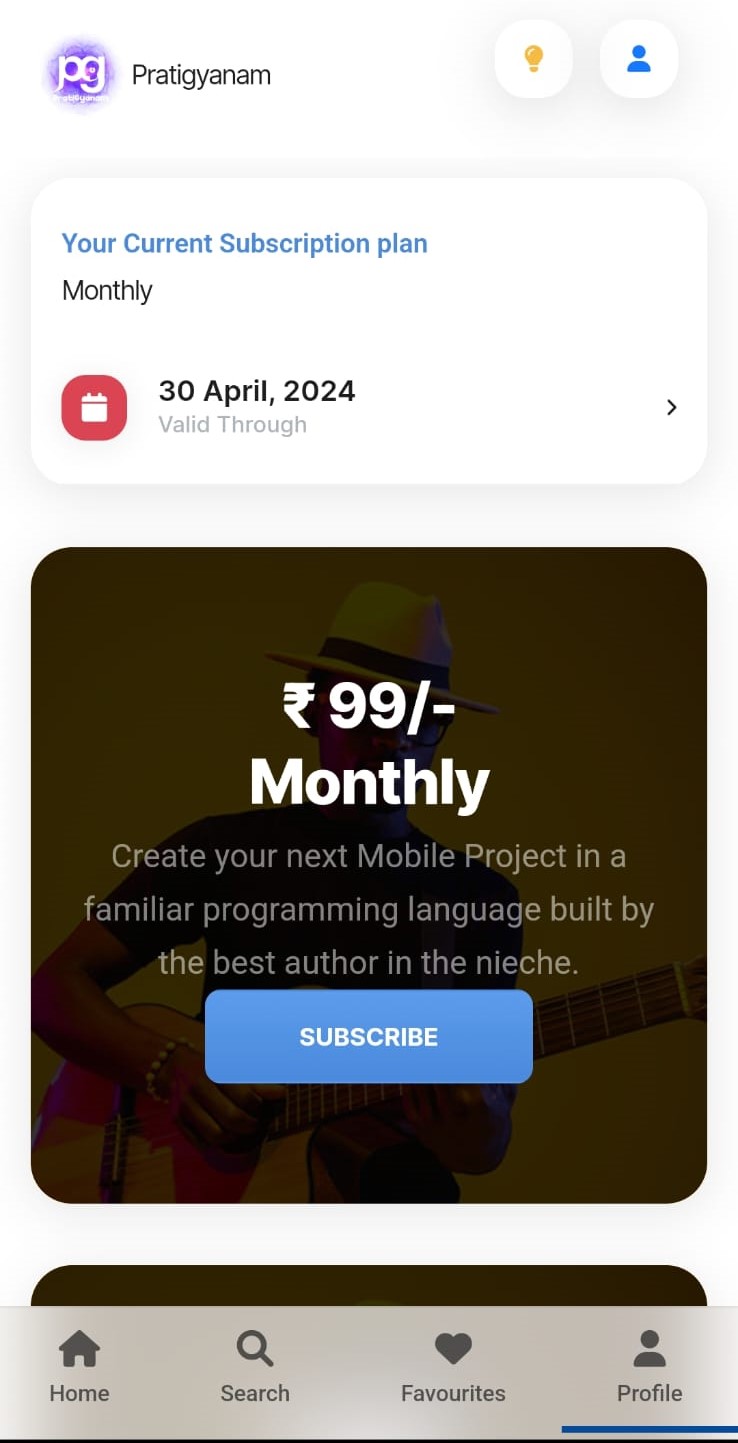 pg
PratiGyanam
Pratigyanam
Your Current Subscription plan
Monthly
30 April, 2024
Valid Through
₹ 99/-
Monthly
Create your next Mobile Project in a
familiar programming language built by
the best author in the nieche.
SUBSCRIBE
Home
Search
Favourites
Profile